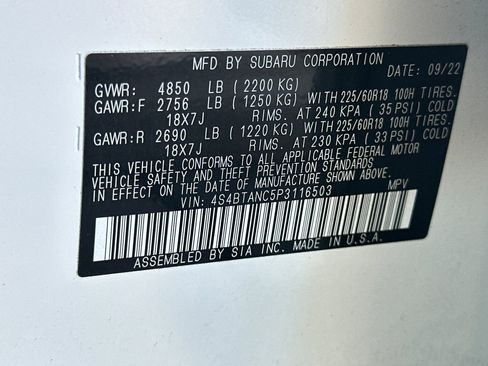 MFD BY SUBARU CORPORATION
DATE: 09/22
GVWR: 4850 LB ( 2200 KG)
GAWR:F 2756 LB ( 1250 KG) WITH 225/60R18 100H TIRES.
18X7J RIMS. AT 240 KPA ( 35 PSI) COLD
GAWR:R 2690 LB ( 1220 KG) WITH 225/60R18 100H TIRES.
18X7J RIMS. AT 230 KPA ( 33 PSI) COLD
THIS VEHICLE CONFORMS TO ALL APPLICABLE FEDERAL MOTOR
VEHICLE SAFETY AND THEFT PREVENTION STANDARDS
IN EFFECT ON THE DATE OF MANUFACTURE SHOWN ABOVE.
VIN: 4S4BTANC5P3116503 MPV
ASSEMBLED BY SIA INC. MADE IN U.S.A.